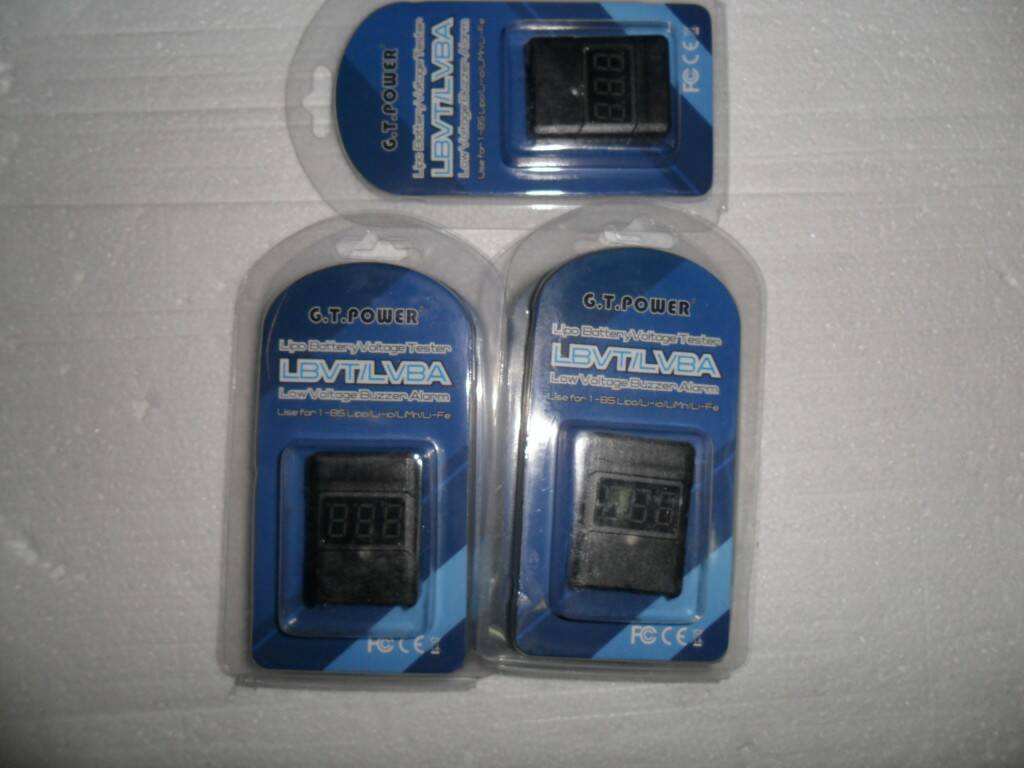 G.T.POWER
Lipo Battery Voltage Tester
LBVT/LVBA
Low Voltage Buzzer Alarm
Use for 1-8S Lipo/Li-io/LiMn/Li-Fe
FC CE
G.T.POWER
Lipo Battery Voltage Tester
LBVT/LVBA
Low Voltage Buzzer Alarm
Use for 1-8S Lipo/Li-io/LiMn/Li-Fe
FC CE
G.T.POWER
Lipo Battery Voltage Tester
LBVT/LVBA
Low Voltage Buzzer Alarm
Use for 1-8S Lipo/Li-io/LiMn/Li-Fe
FC CE